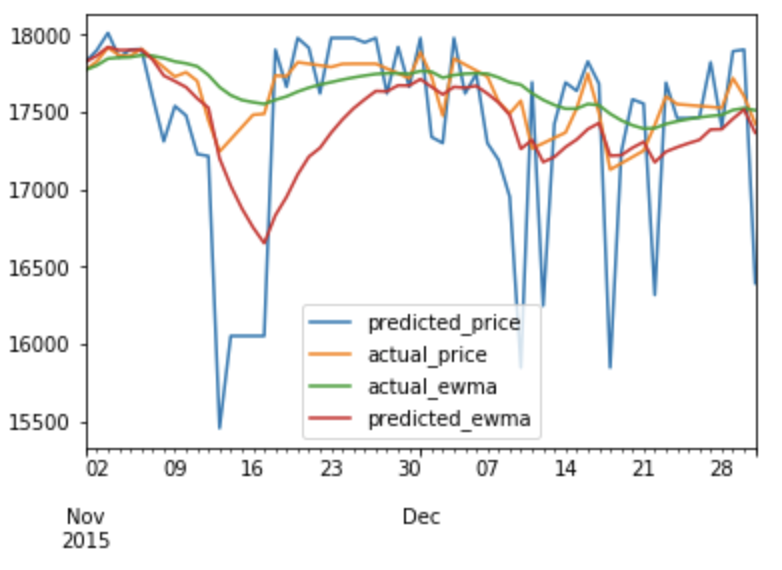 18000
17500
17000
16500
16000
15500
predicted_price
actual_price
actual_ewma
predicted_ewma
02 09 16 23 30 07 14 21 28
Nov Dec
2015